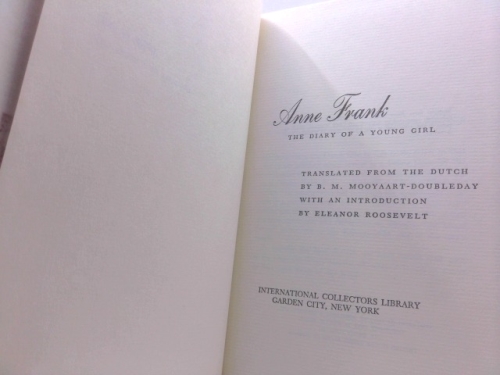 Anne Frank
THE DIARY OF A YOUNG GIRL
TRANSLATED FROM THE DUTCH
BY B. M. MOOYAART-DOUBLEDAY
WITH AN INTRODUCTION
BY ELEANOR ROOSEVELT
INTERNATIONAL COLLECTORS LIBRARY
GARDEN CITY, NEW YORK